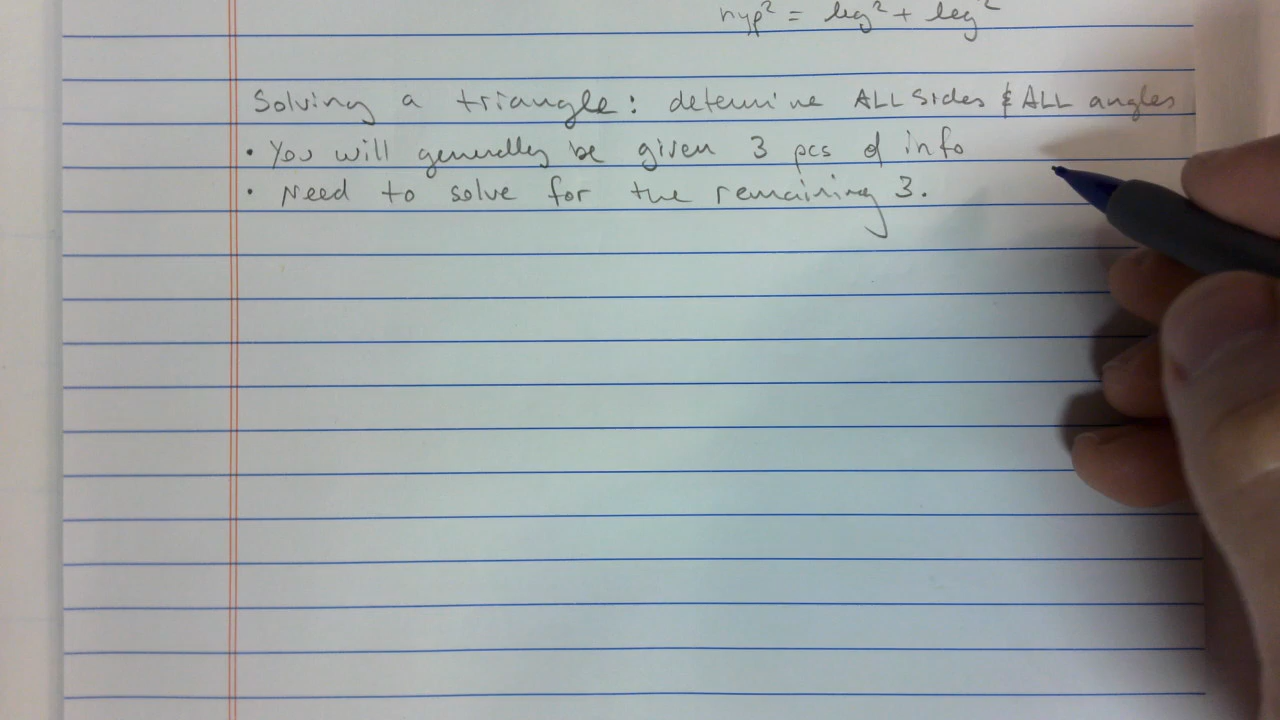 hyp² = leg² + leg²
Solving a triangle: determine ALL sides & ALL angles
• You will generally be given 3 pcs of info
• Need to solve for the remaining 3.